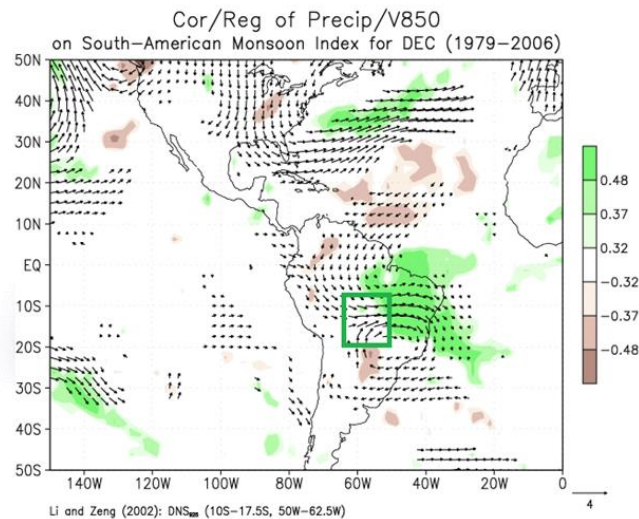 Cor/Reg of Precip/V850
on South-American Monsoon Index for DEC (1979-2006)
50N
40N
30N
20N
10N
EQ
10S
20S
30S
40S
50S
140W 120W 100W 80W 60W 40W 20W 0
0.48
0.37
0.32
-0.32
-0.37
-0.48
4
Li and Zeng (2002): DNS (10S-17.5S, 50W-62.5W)